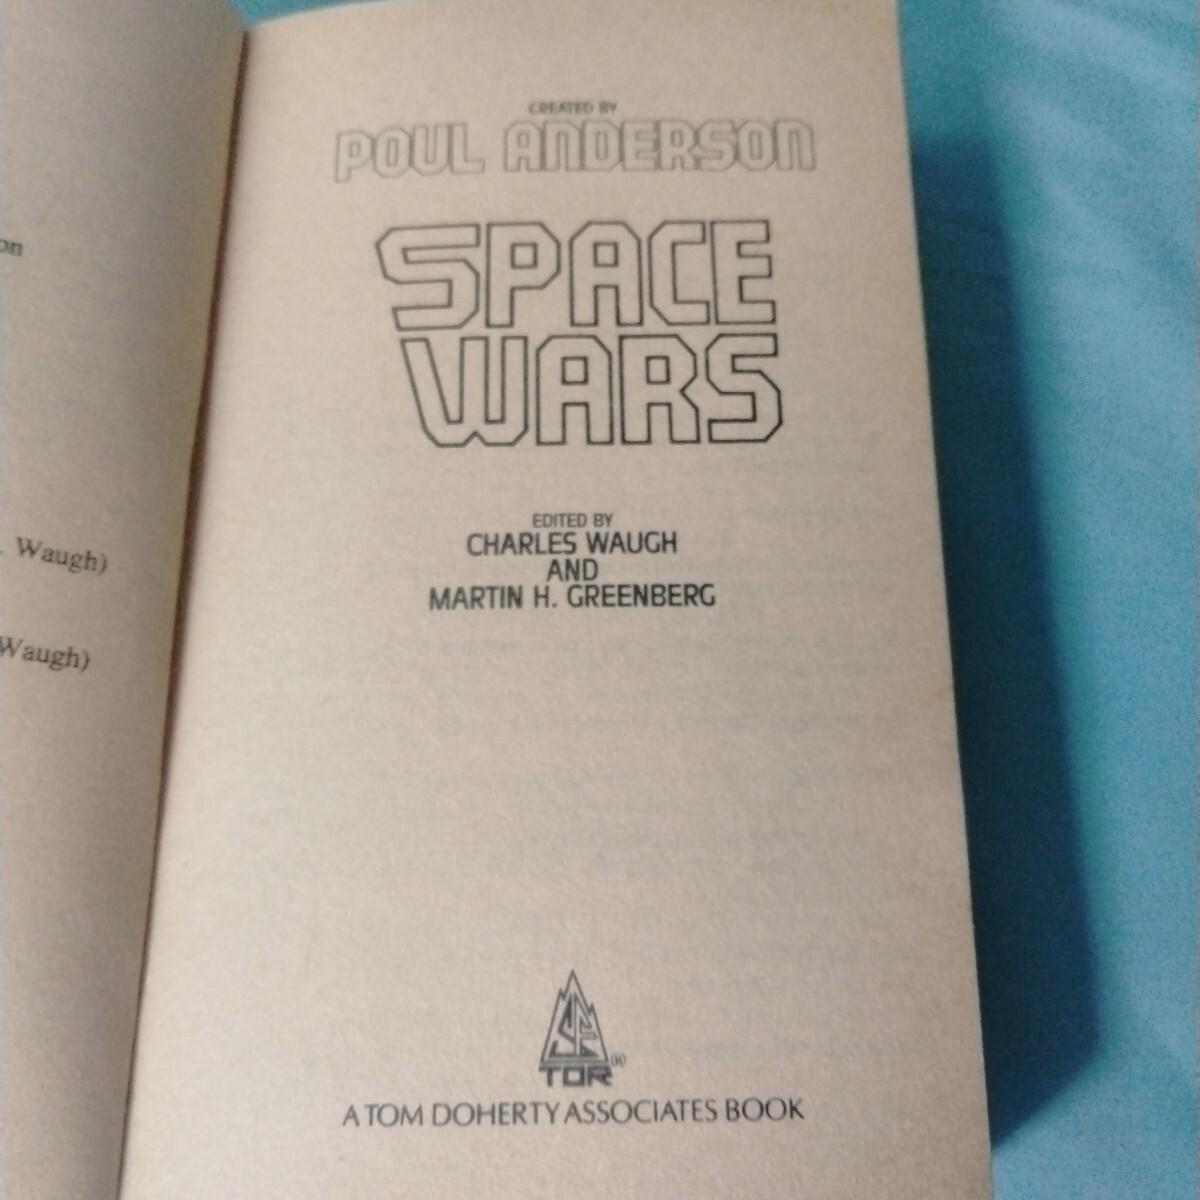 on
. Waugh)
Waugh)
CREATED BY
POUL ANDERSON
SPACE
WARS
EDITED BY
CHARLES WAUGH
AND
MARTIN H. GREENBERG
SF
TOR®
A TOM DOHERTY ASSOCIATES BOOK